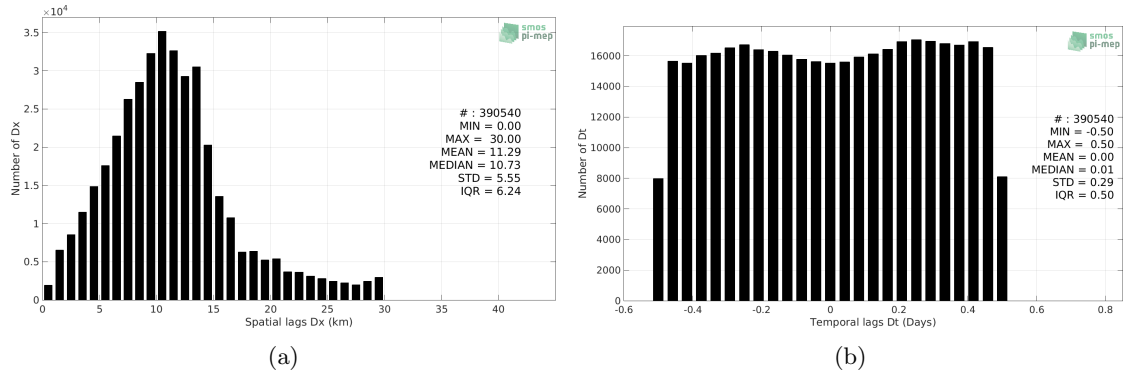 ×10⁴
3.5
3
2.5
2
1.5
1
0.5
0
Number of Dx
0 5 10 15 20 25 30 35 40
Spatial lags Dx (km)
smos
pi-mep
# : 390540
MIN = 0.00
MAX = 30.00
MEAN = 11.29
MEDIAN = 10.73
STD = 5.55
IQR = 6.24
(a)
16000
14000
12000
10000
8000
6000
4000
2000
0
Number of Dt
-0.6 -0.4 -0.2 0 0.2 0.4 0.6 0.8
Temporal lags Dt (Days)
smos
pi-mep
# : 390540
MIN = -0.50
MAX = 0.50
MEAN = 0.00
MEDIAN = 0.01
STD = 0.29
IQR = 0.50
(b)